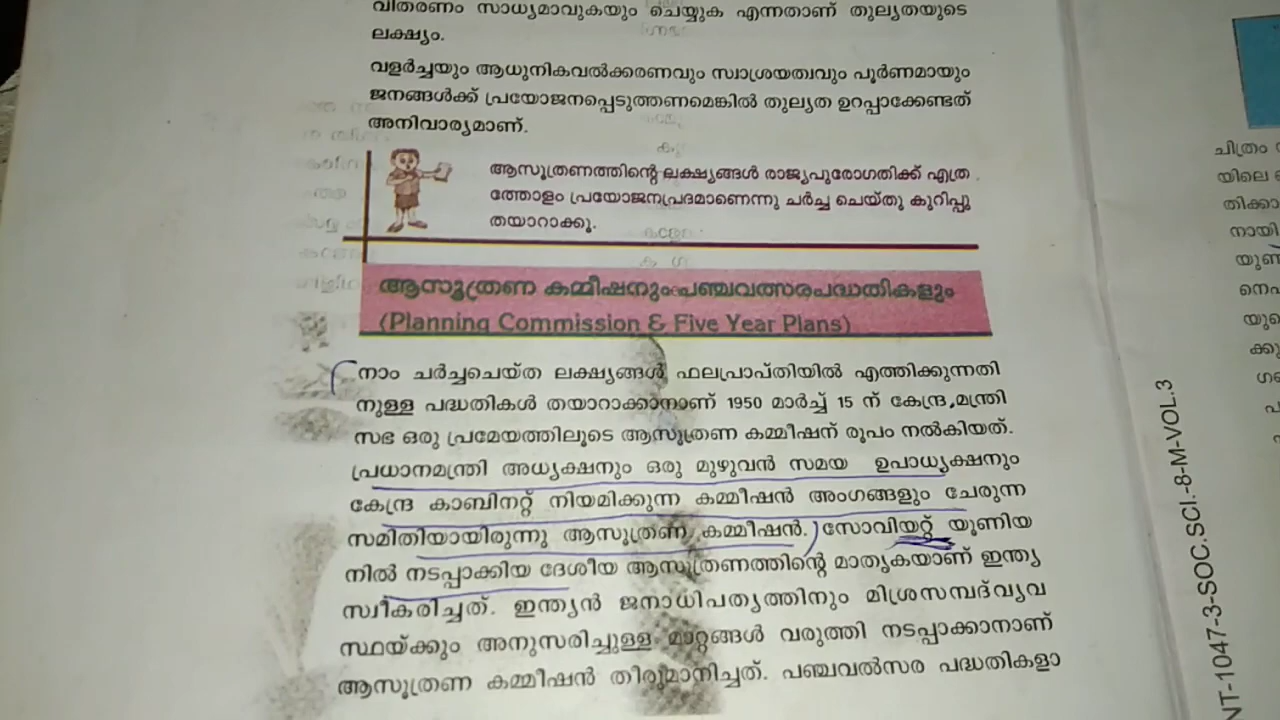 വിതരണം സാധ്യമാവുകയും ചെയ്യുക എന്നതാണ് തുല്യതയുടെ
ലക്ഷ്യം.
വളർച്ചയും ആധുനികവൽക്കരണവും സ്വാശ്രയത്വവും പൂർണമായും
ജനങ്ങൾക്ക് പ്രയോജനപ്പെടുത്തണമെങ്കിൽ തുല്യത ഉറപ്പാക്കേണ്ടത്
അനിവാര്യമാണ്.
ആസൂത്രണത്തിന്റെ ലക്ഷ്യങ്ങൾ രാജ്യപുരോഗതിക്ക് എത്ര
ത്തോളം പ്രയോജനപ്രദമാണെന്നു ചർച്ച ചെയ്തു കുറിപ്പു
തയാറാക്കൂ.
ആസൂത്രണ കമ്മീഷനും പഞ്ചവത്സരപദ്ധതികളും
(Planning Commission & Five Year Plans)
നാം ചർച്ചചെയ്ത ലക്ഷ്യങ്ങൾ ഫലപ്രാപ്തിയിൽ എത്തിക്കുന്നതി
നുള്ള പദ്ധതികൾ തയാറാക്കാനാണ് 1950 മാർച്ച് 15 ന് കേന്ദ്ര മന്ത്രി
സഭ ഒരു പ്രമേയത്തിലൂടെ ആസൂത്രണ കമ്മീഷന് രൂപം നൽകിയത്.
പ്രധാനമന്ത്രി അധ്യക്ഷനും ഒരു മുഴുവൻ സമയ ഉപാധ്യക്ഷനും
കേന്ദ്ര കാബിനറ്റ് നിയമിക്കുന്ന കമ്മീഷൻ അംഗങ്ങളും ചേരുന്ന
സമിതിയായിരുന്നു ആസൂത്രണ കമ്മീഷൻ. സോവിയറ്റ് യൂണിയ
നിൽ നടപ്പാക്കിയ ദേശീയ ആസൂത്രണത്തിന്റെ മാതൃകയാണ് ഇന്ത്യ
സ്വീകരിച്ചത്. ഇന്ത്യൻ ജനാധിപത്യത്തിനും മിശ്രസമ്പദ്‌വ്യവ
സ്ഥയ്ക്കും അനുസരിച്ചുള്ള മാറ്റങ്ങൾ വരുത്തി നടപ്പാക്കാനാണ്
ആസൂത്രണ കമ്മീഷൻ തീരുമാനിച്ചത്. പഞ്ചവൽസര പദ്ധതികളാ
ചിത്രം
യിലെ
തിക്കാ
നായി
NT-1047-3-SOC.SCI.-8-M-VOL.3